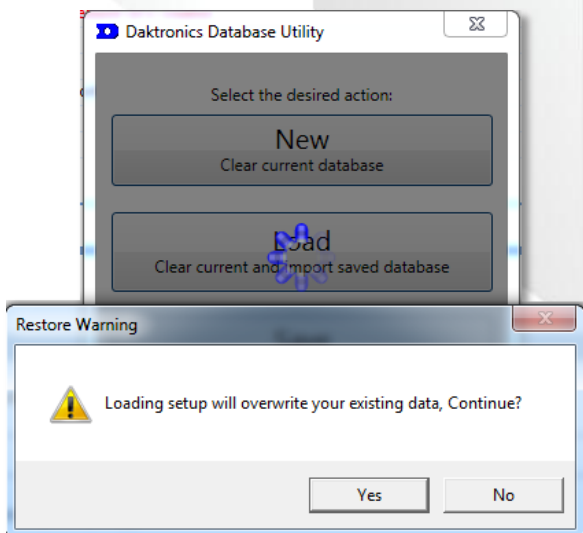 Daktronics Database Utility
Select the desired action:
New
Clear current database
Load
Clear current and import saved database
Restore Warning
Loading setup will overwrite your existing data, Continue?
Yes
No